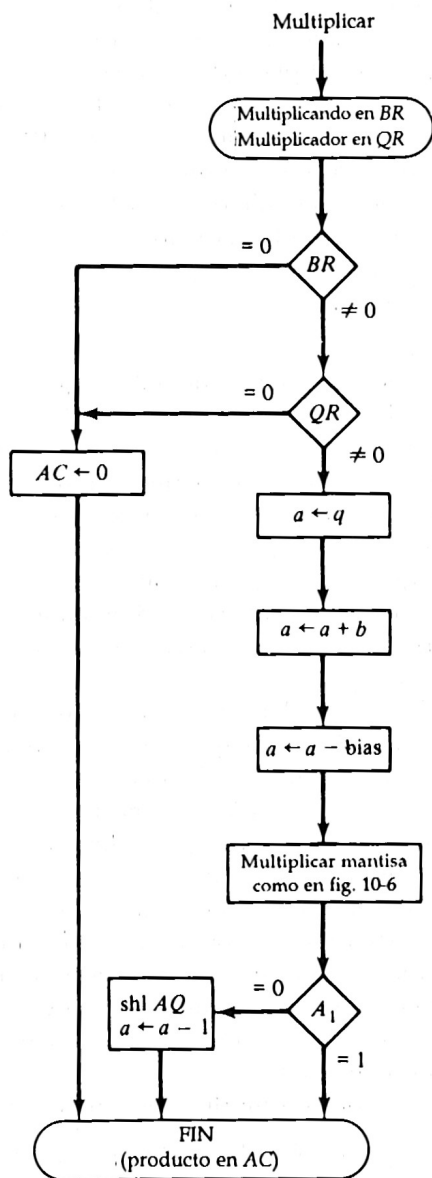 Multiplicar
Multiplicando en BR
Multiplicador en QR
= 0
BR
≠ 0
= 0
QR
≠ 0
AC ← 0
a ← q
a ← a + b
a ← a − bias
Multiplicar mantisa
como en fig. 10-6
= 0
A₁
shl AQ
a ← a − 1
= 1
FIN
(producto en AC)